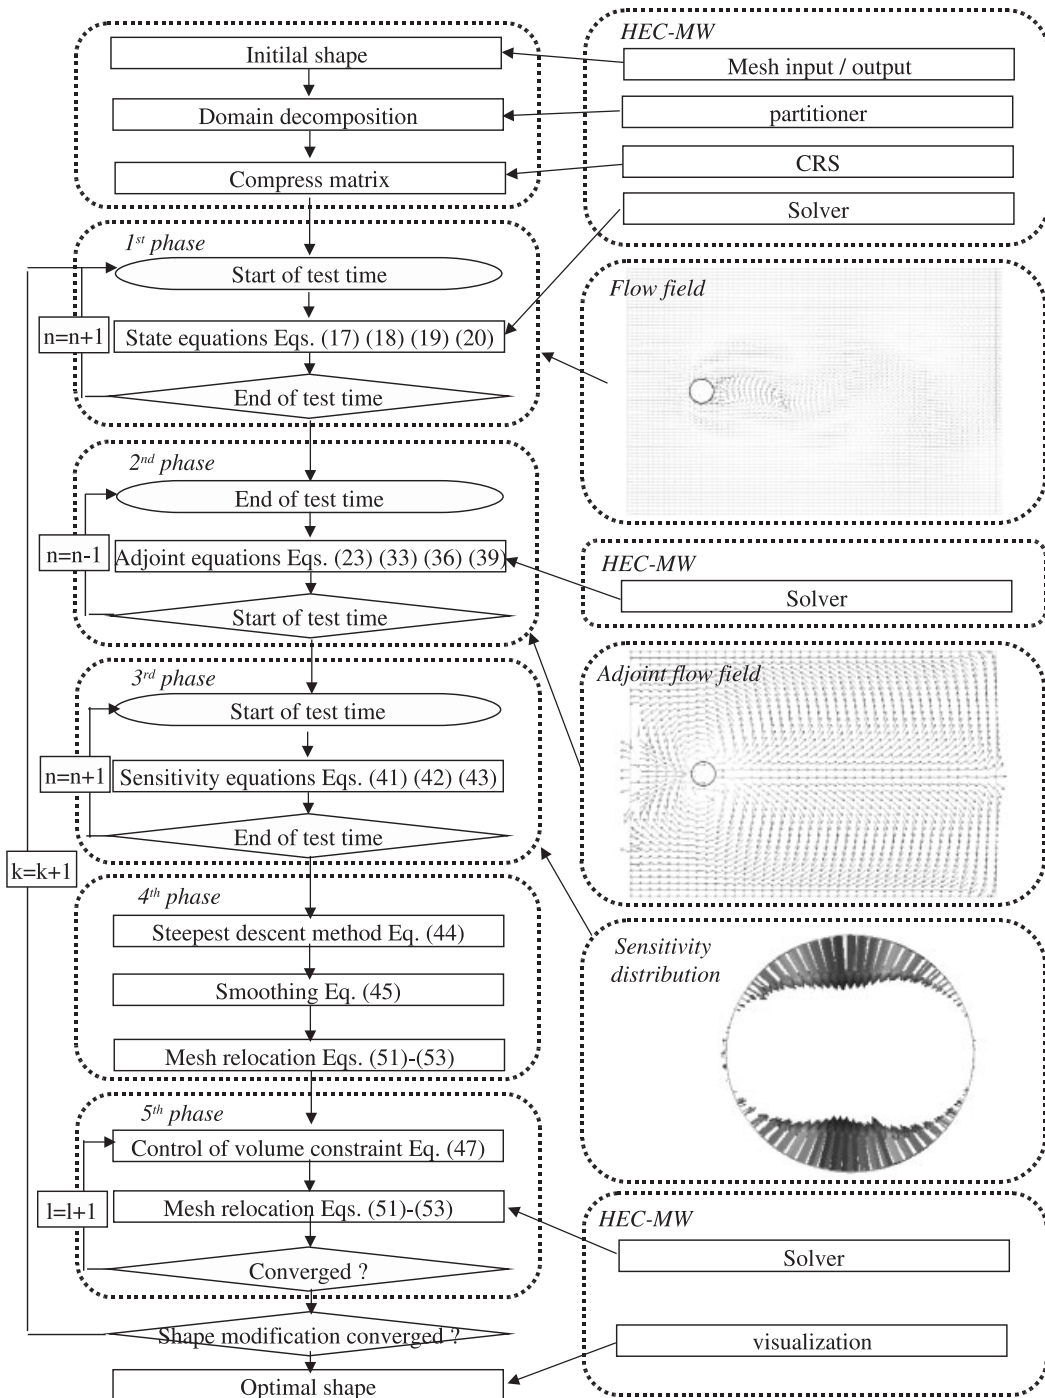 Initilal shape
Domain decomposition
Compress matrix
HEC-MW
Mesh input / output
partitioner
CRS
Solver
1st phase
Start of test time
n=n+1
State equations Eqs. (17) (18) (19) (20)
End of test time
Flow field
2nd phase
End of test time
n=n-1
Adjoint equations Eqs. (23) (33) (36) (39)
Start of test time
HEC-MW
Solver
3rd phase
Start of test time
n=n+1
Sensitivity equations Eqs. (41) (42) (43)
End of test time
Adjoint flow field
k=k+1
4th phase
Steepest descent method Eq. (44)
Smoothing Eq. (45)
Mesh relocation Eqs. (51)-(53)
Sensitivity
distribution
5th phase
Control of volume constraint Eq. (47)
l=l+1
Mesh relocation Eqs. (51)-(53)
Converged ?
HEC-MW
Solver
Shape modification converged ?
visualization
Optimal shape